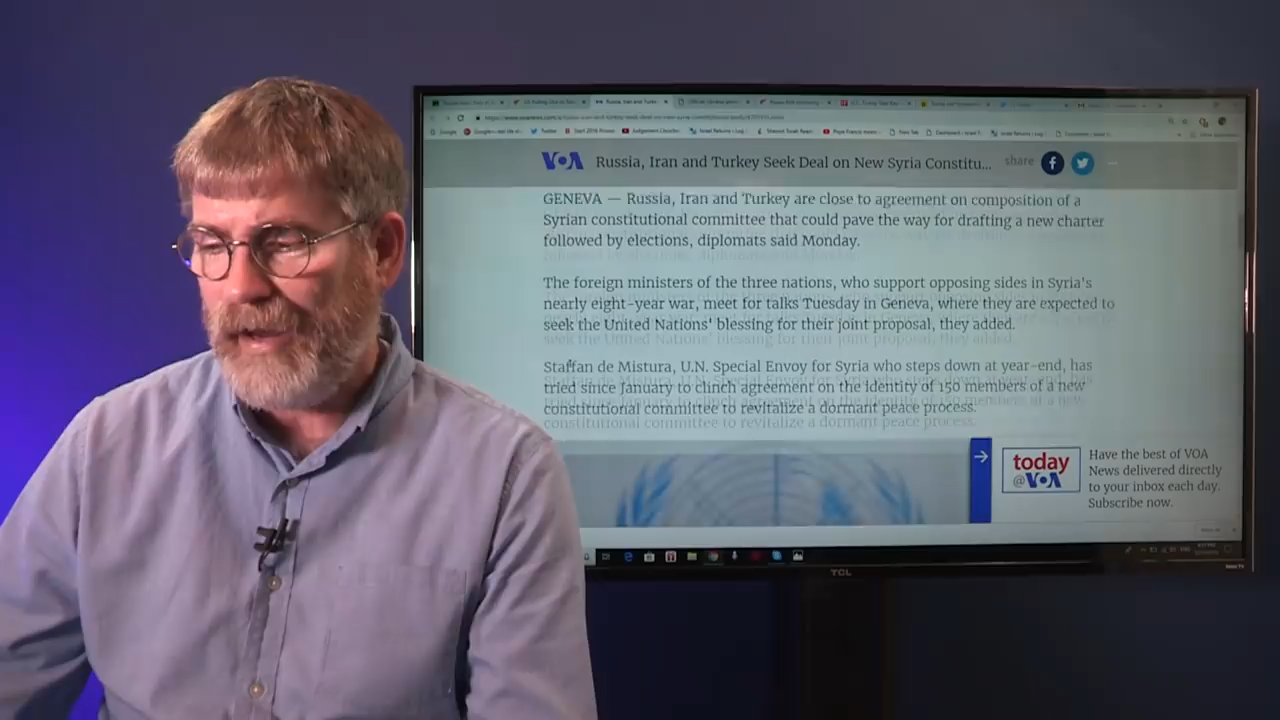 Google
Twitter
VOA Russia, Iran and Turkey Seek Deal on New Syria Constitu... share
GENEVA — Russia, Iran and Turkey are close to agreement on composition of a
Syrian constitutional committee that could pave the way for drafting a new charter
followed by elections, diplomats said Monday.
The foreign ministers of the three nations, who support opposing sides in Syria's
nearly eight-year war, meet for talks Tuesday in Geneva, where they are expected to
seek the United Nations' blessing for their joint proposal, they added.
Staffan de Mistura, U.N. Special Envoy for Syria who steps down at year-end, has
tried since January to clinch agreement on the identity of 150 members of a new
constitutional committee to revitalize a dormant peace process.
today
@VOA
Have the best of VOA
News delivered directly
to your inbox each day.
Subscribe now.
TCL